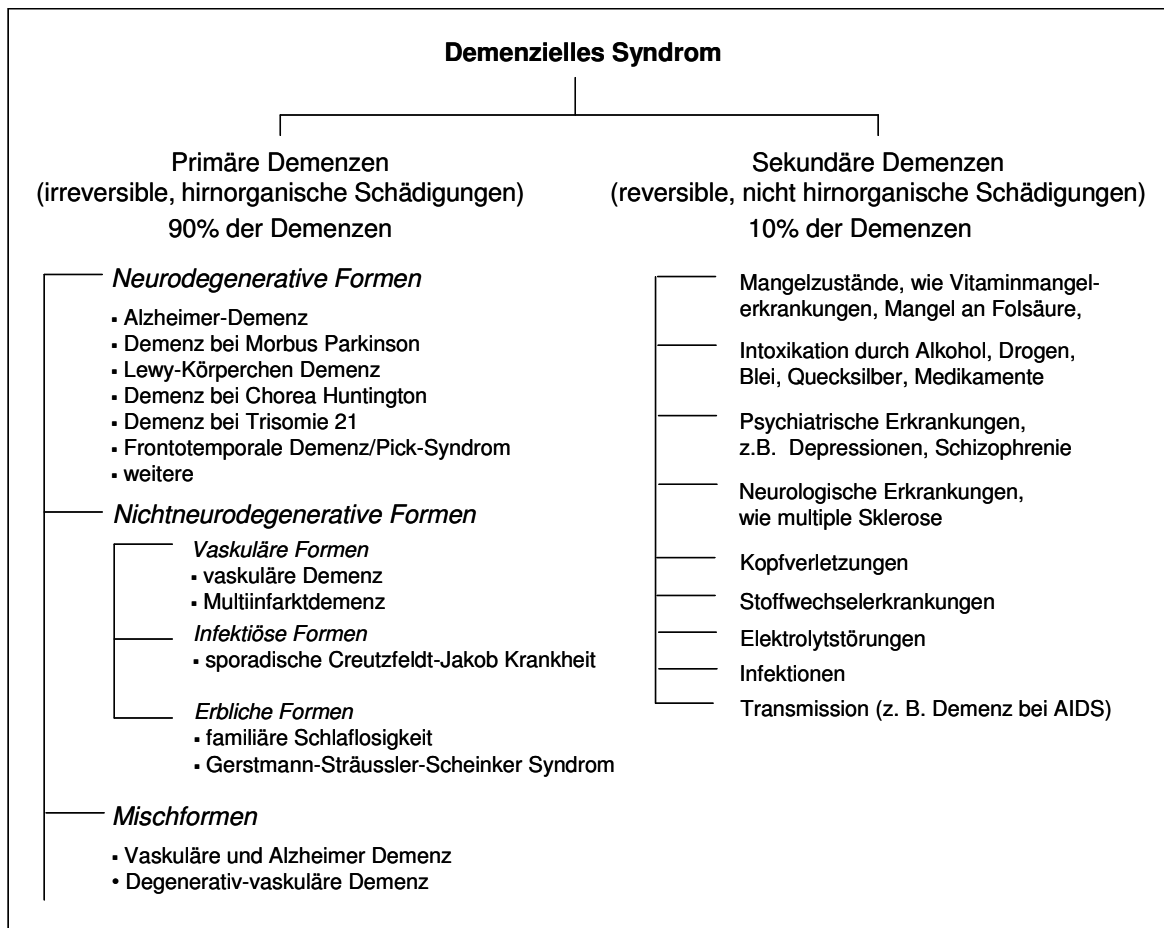 Demenzielles Syndrom
Primäre Demenzen
(irreversible, hirnorganische Schädigungen)
90% der Demenzen
Neurodegenerative Formen
▪ Alzheimer-Demenz
▪ Demenz bei Morbus Parkinson
▪ Lewy-Körperchen Demenz
▪ Demenz bei Chorea Huntington
▪ Demenz bei Trisomie 21
▪ Frontotemporale Demenz/Pick-Syndrom
▪ weitere
Nichtneurodegenerative Formen
Vaskuläre Formen
▪ vaskuläre Demenz
▪ Multiinfarktdemenz
Infektiöse Formen
▪ sporadische Creutzfeldt-Jakob Krankheit
Erbliche Formen
▪ familiäre Schlaflosigkeit
▪ Gerstmann-Sträussler-Scheinker Syndrom
Mischformen
▪ Vaskuläre und Alzheimer Demenz
• Degenerativ-vaskuläre Demenz
Sekundäre Demenzen
(reversible, nicht hirnorganische Schädigungen)
10% der Demenzen
Mangelzustände, wie Vitaminmangel-
erkrankungen, Mangel an Folsäure,
Intoxikation durch Alkohol, Drogen,
Blei, Quecksilber, Medikamente
Psychiatrische Erkrankungen,
z.B. Depressionen, Schizophrenie
Neurologische Erkrankungen,
wie multiple Sklerose
Kopfverletzungen
Stoffwechselerkrankungen
Elektrolytstörungen
Infektionen
Transmission (z. B. Demenz bei AIDS)